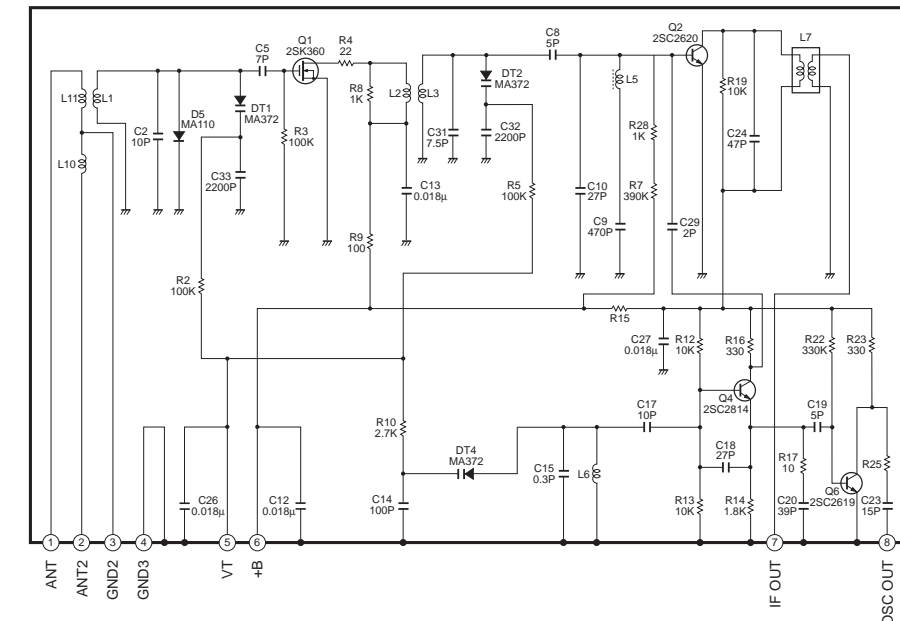 Q1
2SK360
R4
22
C5
7P
C8
5P
Q2
2SC2620
L7
L11
L1
C2
10P
D5
MA110
DT1
MA372
R3
100K
R8
1K
L2
L3
C31
7.5P
DT2
MA372
C32
2200P
L5
R28
1K
R19
10K
C24
47P
L10
C33
2200P
C13
0.018µ
R5
100K
C10
27P
R7
390K
C9
470P
C29
2P
R9
100
R2
100K
R15
C27
0.018µ
R12
10K
R16
330
R22
330K
R23
330
Q4
2SC2814
R10
2.7K
C17
10P
C19
5P
DT4
MA372
C18
27P
C15
0.3P
L6
R17
10
R25
Q6
2SC2619
C26
0.018µ
C12
0.018µ
C14
100P
R13
10K
R14
1.8K
C20
39P
C23
15P
1
2
3
4
5
6
7
8
ANT
ANT2
GND2
GND3
VT
+B
IF OUT
OSC OUT